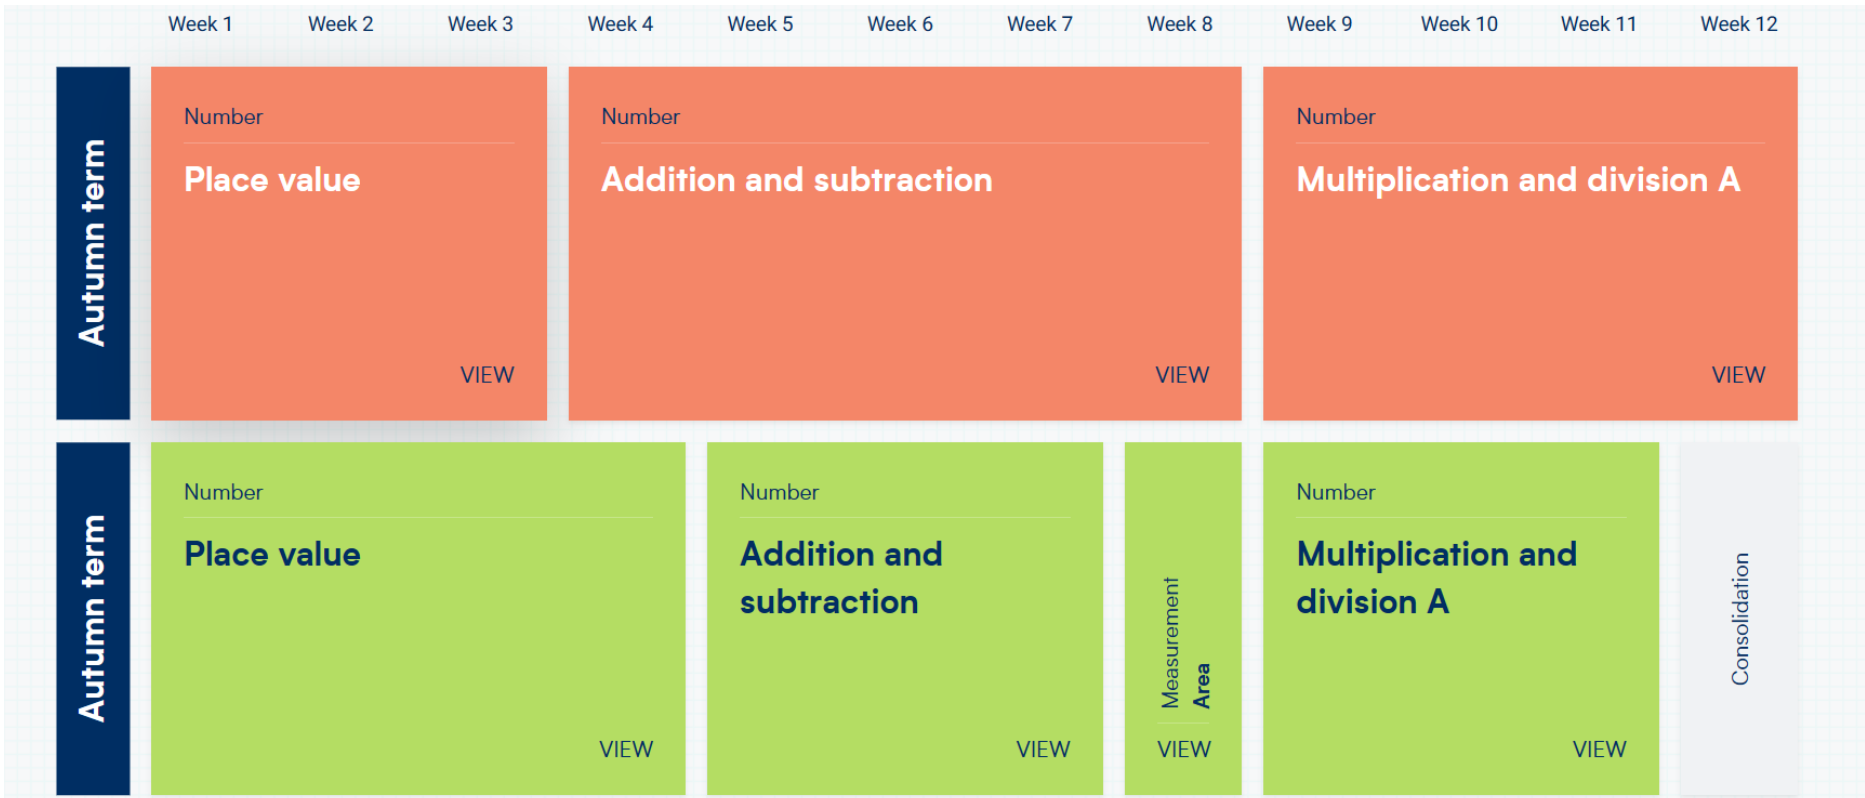 Week 1 Week 2 Week 3 Week 4 Week 5 Week 6 Week 7 Week 8 Week 9 Week 10 Week 11 Week 12
Autumn term
Number
Place value
VIEW
Number
Addition and subtraction
VIEW
Number
Multiplication and division A
VIEW
Autumn term
Number
Place value
VIEW
Number
Addition and
subtraction
VIEW
Measurement
Area
VIEW
Number
Multiplication and
division A
VIEW
Consolidation